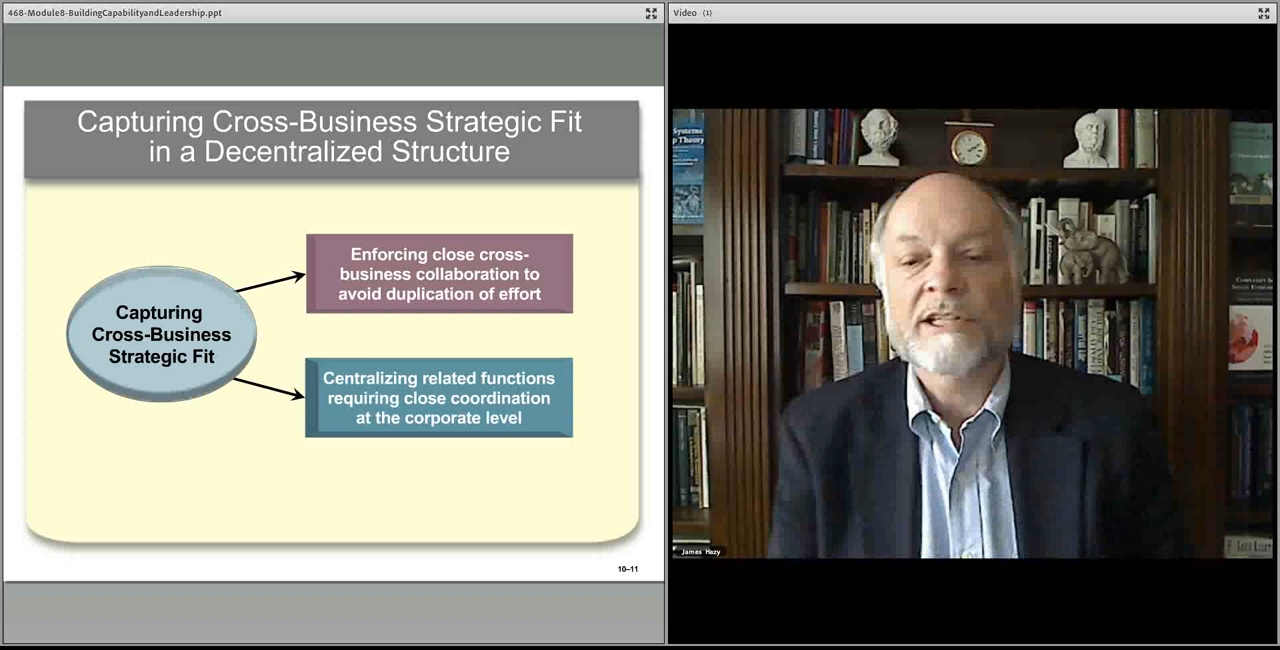 468-Module8-BuildingCapabilityandLeadership.ppt
Capturing Cross-Business Strategic Fit
in a Decentralized Structure
Capturing
Cross-Business
Strategic Fit
Enforcing close cross-
business collaboration to
avoid duplication of effort
Centralizing related functions
requiring close coordination
at the corporate level
10–11
Video (1)
Systems
Theory
James Hazy